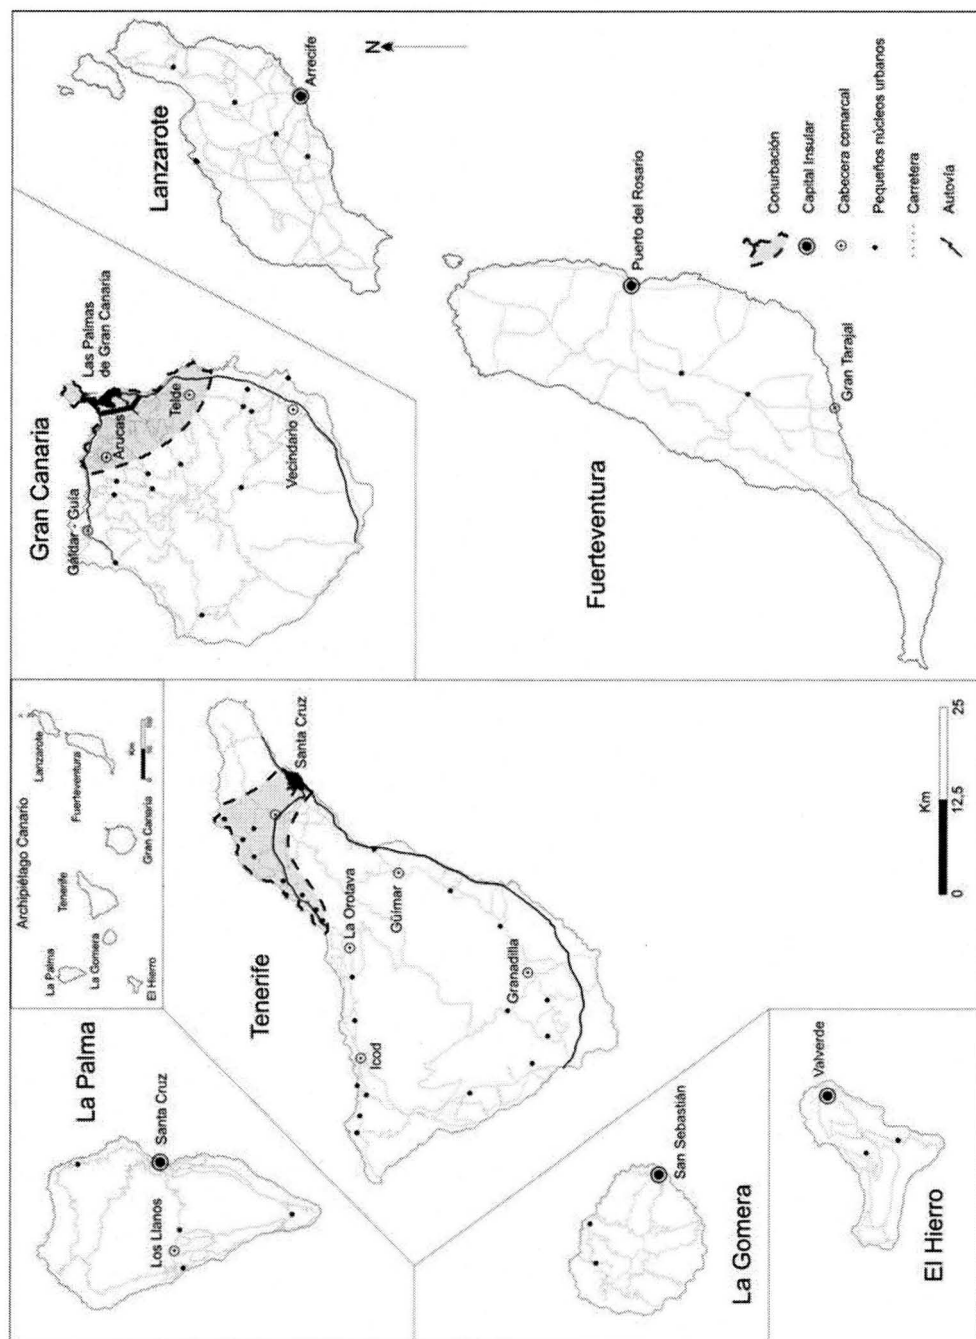 La Palma
Santa Cruz
Los Llanos
Archipiélago Canario
La Palma
La Gomera
El Hierro
Tenerife
Gran Canaria
Fuerteventura
Lanzarote
Km
0
Tenerife
Santa Cruz
La Orotava
Icod
Güimar
Granadilla
La Gomera
San Sebastián
El Hierro
Valverde
Km
0
12,5
25
Gran Canaria
Las Palmas
de Gran Canaria
Gáldar - Guía
Arucas
Telde
Vecindario
Lanzarote
Arrecife
N
Fuerteventura
Puerto del Rosario
Gran Tarajal
Conurbación
Capital Insular
Cabecera comarcal
Pequeños núcleos urbanos
Carretera
Autovía